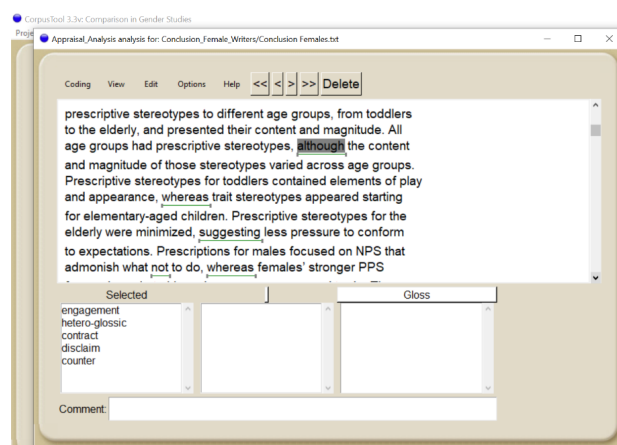 CorpusTool 3.3v: Comparison in Gender Studies
Proje
Appraisal_Analysis analysis for: Conclusion_Female_Writers/Conclusion Females.txt
Coding View Edit Options Help << < > >> Delete
prescriptive stereotypes to different age groups, from toddlers
to the elderly, and presented their content and magnitude. All
age groups had prescriptive stereotypes, although the content
and magnitude of those stereotypes varied across age groups.
Prescriptive stereotypes for toddlers contained elements of play
and appearance, whereas trait stereotypes appeared starting
for elementary-aged children. Prescriptive stereotypes for the
elderly were minimized, suggesting less pressure to conform
to expectations. Prescriptions for males focused on NPS that
admonish what not to do, whereas females' stronger PPS
Selected ] Gloss
engagement
hetero-glossic
contract
disclaim
counter
Comment: